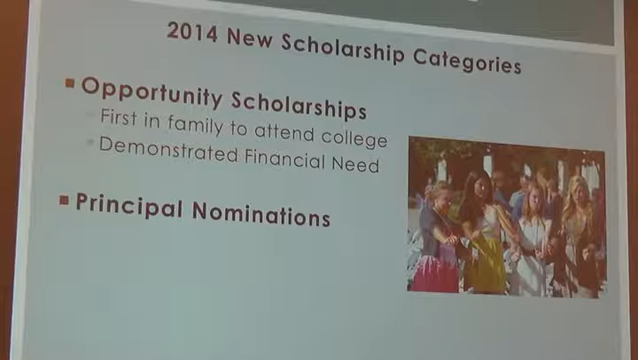 2014 New Scholarship Categories
Opportunity Scholarships
First in family to attend college
Demonstrated Financial Need
Principal Nominations